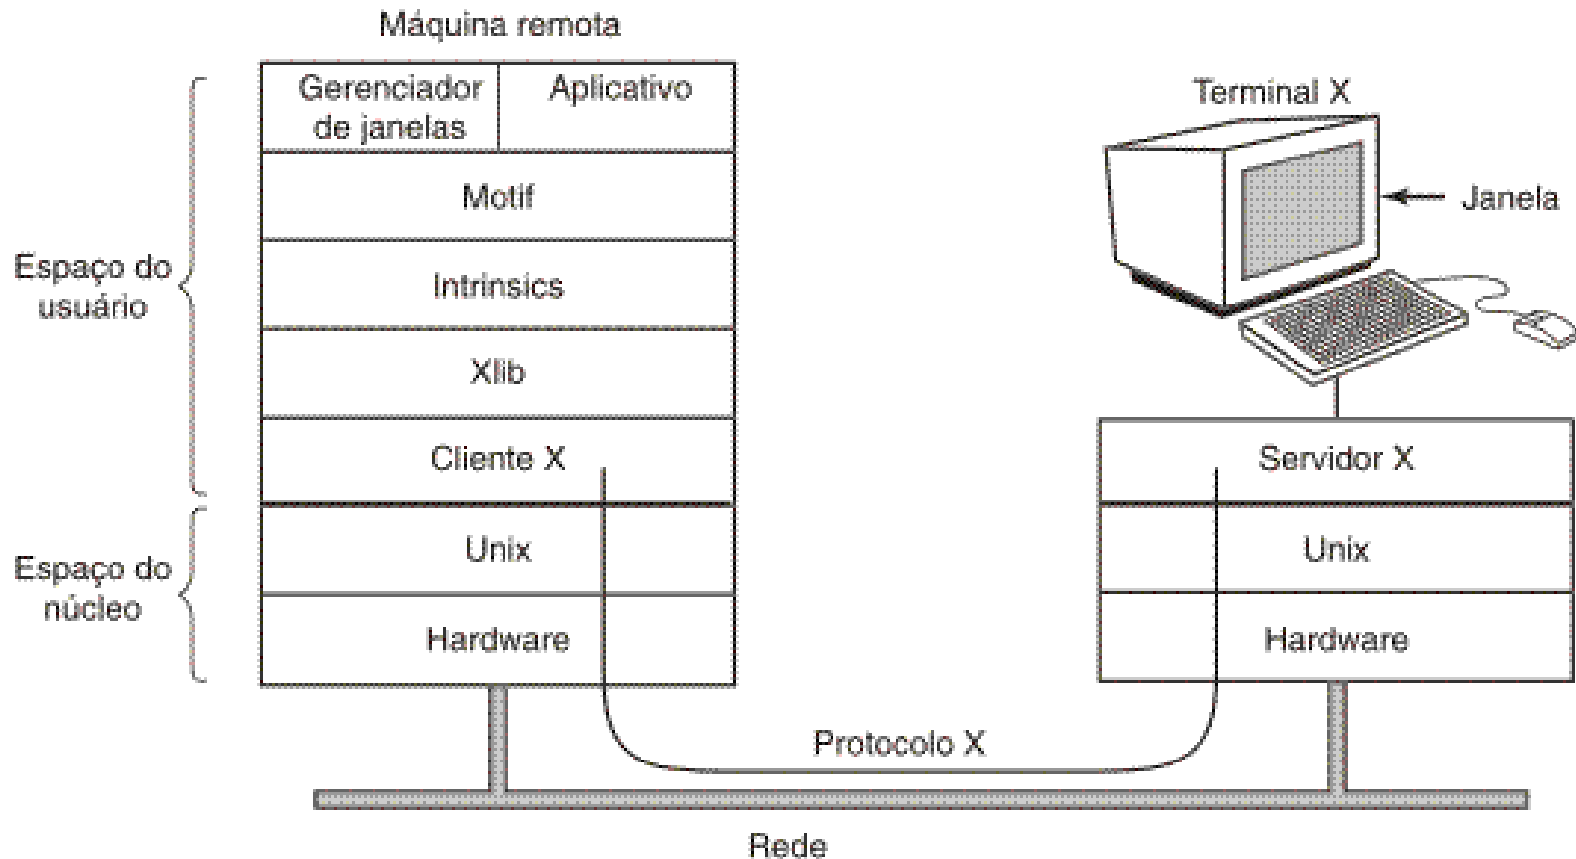 Máquina remota
Gerenciador
de janelas
Aplicativo
Terminal X
Motif
Janela
Espaço do
usuário
Intrinsics
Xlib
Cliente X
Servidor X
Unix
Unix
Espaço do
núcleo
Hardware
Hardware
Protocolo X
Rede